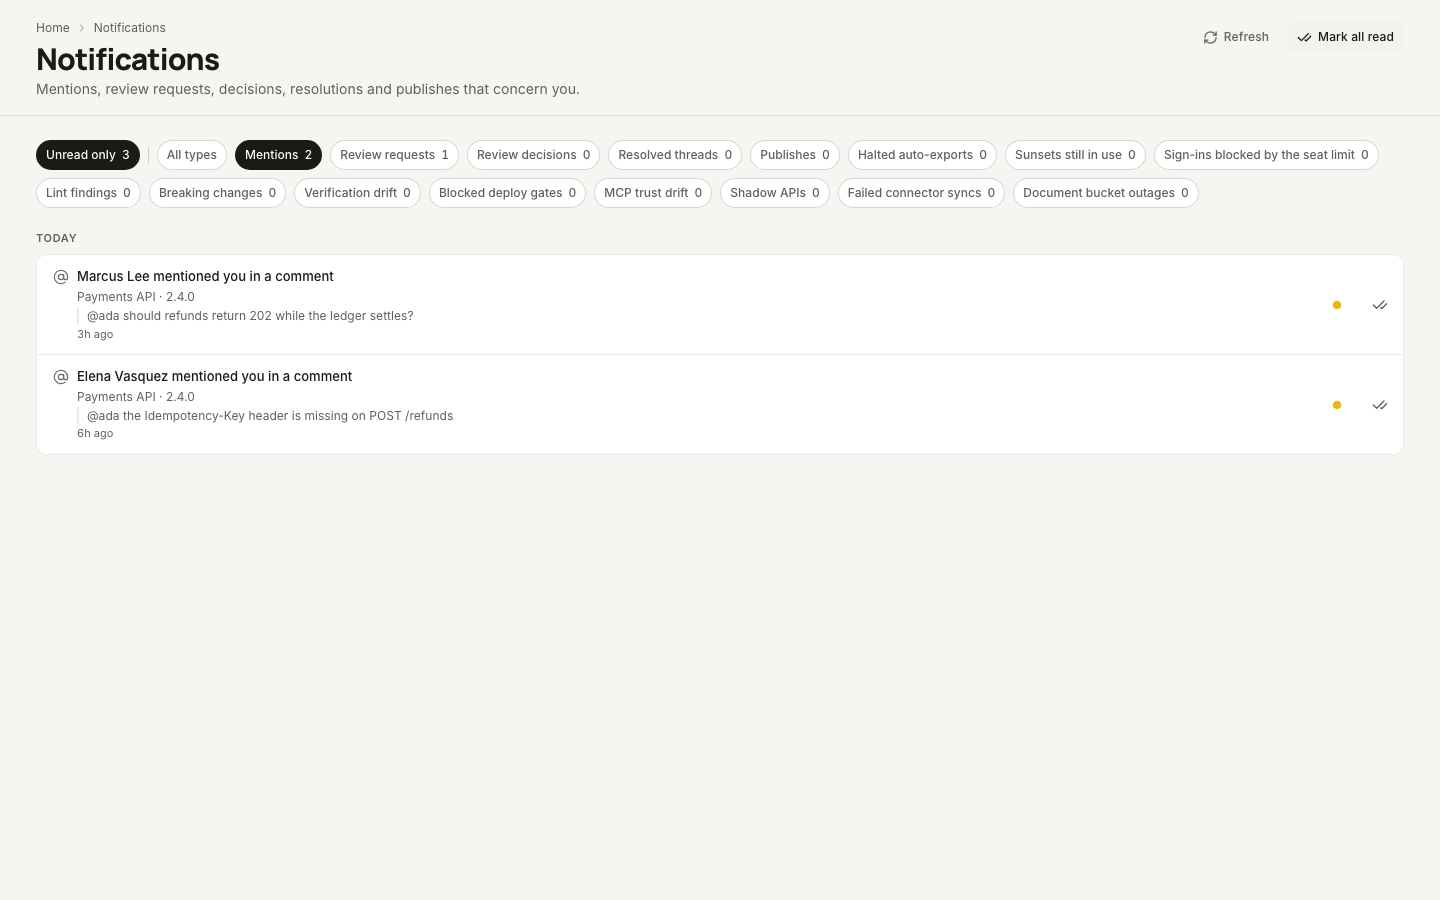 Home > Notifications
Refresh
Mark all read
Notifications
Mentions, review requests, decisions, resolutions and publishes that concern you.
Unread only 3
All types
Mentions 2
Review requests 1
Review decisions 0
Resolved threads 0
Publishes 0
Halted auto-exports 0
Sunsets still in use 0
Sign-ins blocked by the seat limit 0
Lint findings 0
Breaking changes 0
Verification drift 0
Blocked deploy gates 0
MCP trust drift 0
Shadow APIs 0
Failed connector syncs 0
Document bucket outages 0
TODAY
Marcus Lee mentioned you in a comment
Payments API · 2.4.0
@ada should refunds return 202 while the ledger settles?
3h ago
Elena Vasquez mentioned you in a comment
Payments API · 2.4.0
@ada the Idempotency-Key header is missing on POST /refunds
6h ago